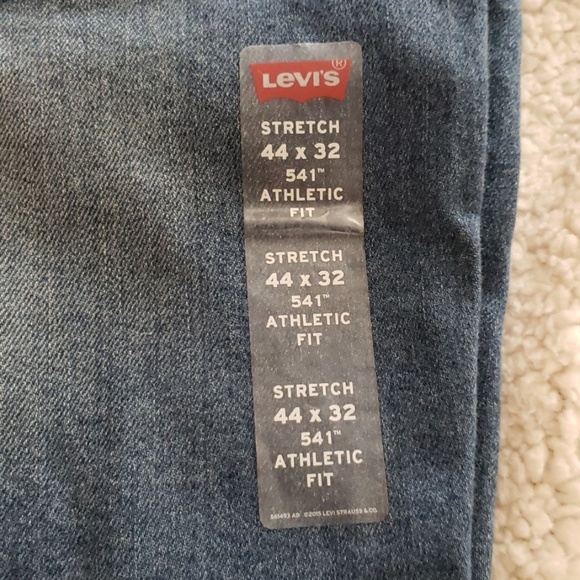 LEVI'S®
STRETCH
44 x 32
541™
ATHLETIC
FIT
STRETCH
44 x 32
541™
ATHLETIC
FIT
STRETCH
44 x 32
541™
ATHLETIC
FIT
©2015 LEVI STRAUSS & CO.